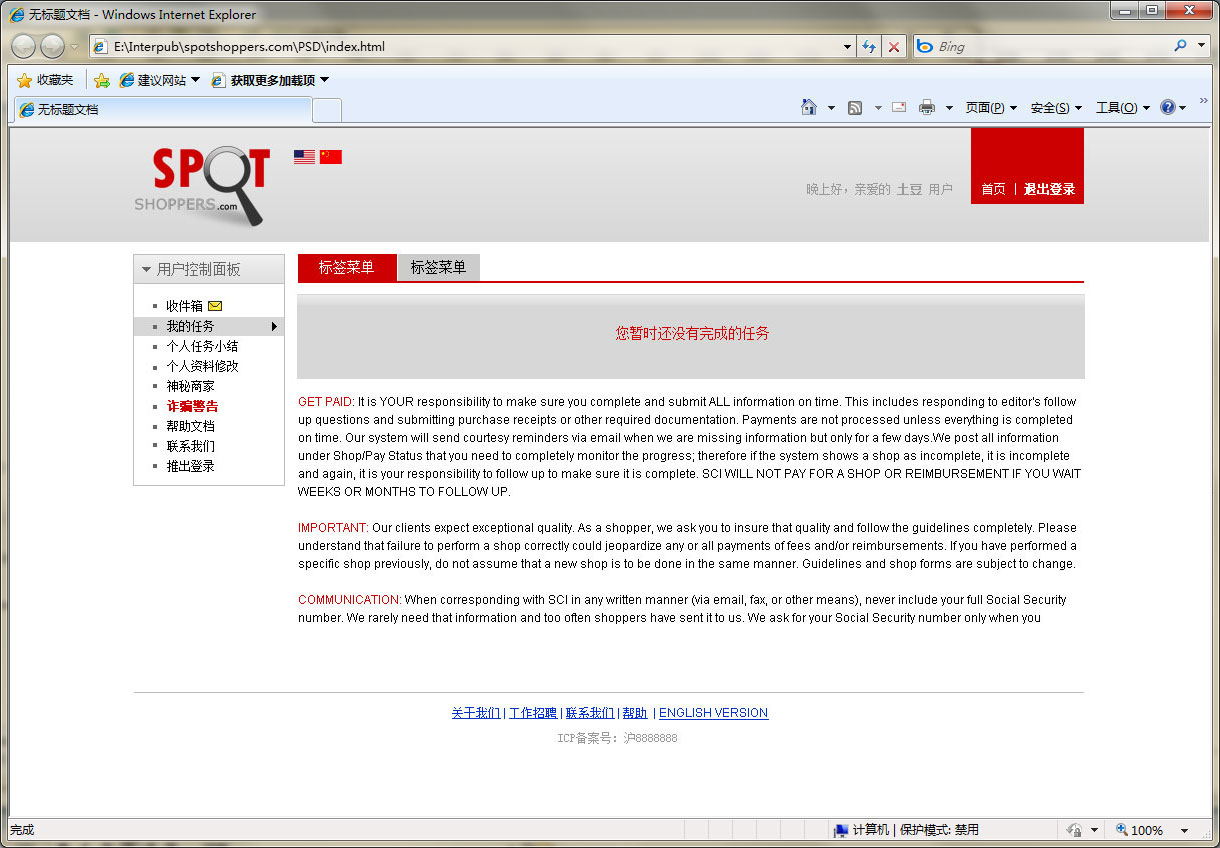 无标题文档 - Windows Internet Explorer
E:\Interpub\spotshoppers.com\PSD\index.html
Bing
收藏夹 建议网站 获取更多加载项
无标题文档
页面(P) 安全(S) 工具(O)
SPOT
SHOPPERS.com
晚上好，亲爱的 土豆 用户
首页 | 退出登录
用户控制面板
收件箱
我的任务
个人任务小结
个人资料修改
神秘商家
诈骗警告
帮助文档
联系我们
推出登录
标签菜单 标签菜单
您暂时还没有完成的任务
GET PAID: It is YOUR responsibility to make sure you complete and submit ALL information on time. This includes responding to editor's follow
up questions and submitting purchase receipts or other required documentation. Payments are not processed unless everything is completed
on time. Our system will send courtesy reminders via email when we are missing information but only for a few days.We post all information
under Shop/Pay Status that you need to completely monitor the progress; therefore if the system shows a shop as incomplete, it is incomplete
and again, it is your responsibility to follow up to make sure it is complete. SCI WILL NOT PAY FOR A SHOP OR REIMBURSEMENT IF YOU WAIT
WEEKS OR MONTHS TO FOLLOW UP.
IMPORTANT: Our clients expect exceptional quality. As a shopper, we ask you to insure that quality and follow the guidelines completely. Please
understand that failure to perform a shop correctly could jeopardize any or all payments of fees and/or reimbursements. If you have performed a
specific shop previously, do not assume that a new shop is to be done in the same manner. Guidelines and shop forms are subject to change.
COMMUNICATION: When corresponding with SCI in any written manner (via email, fax, or other means), never include your full Social Security
number. We rarely need that information and too often shoppers have sent it to us. We ask for your Social Security number only when you
关于我们 | 工作招聘 | 联系我们 | 帮助 | ENGLISH VERSION
ICP备案号：沪8888888
完成
计算机 | 保护模式: 禁用
100%